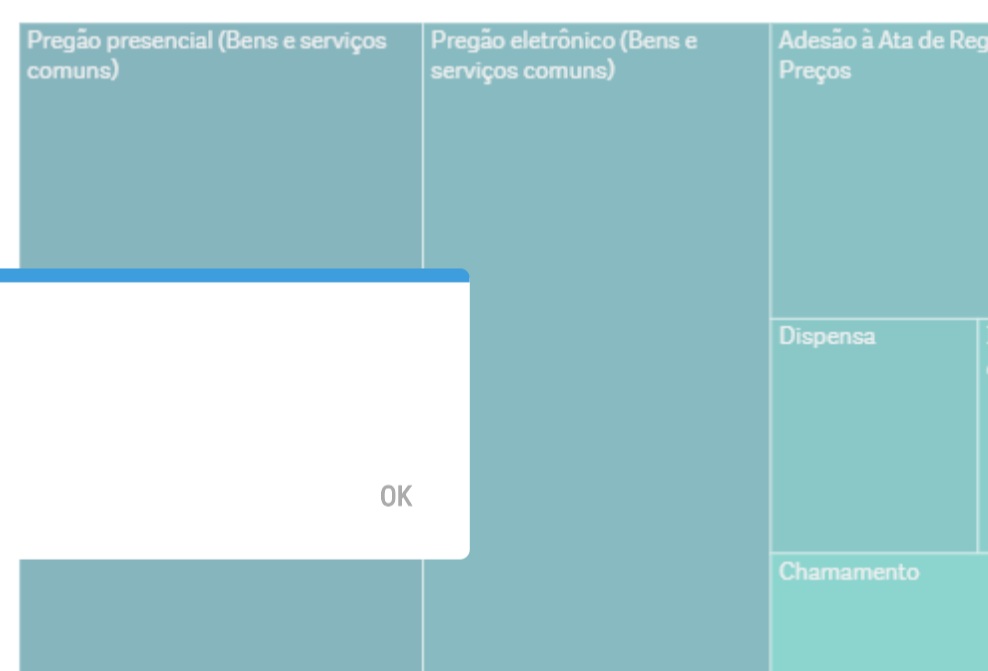 Pregão presencial (Bens e serviços
comuns)
Pregão eletrônico (Bens e
serviços comuns)
Adesão à Ata de Reg
Preços
Dispensa
OK
Chamamento